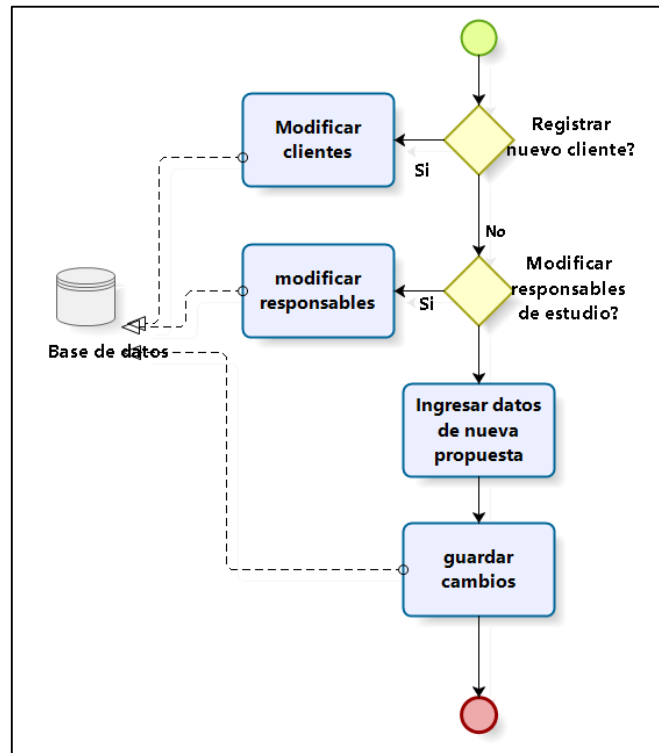 Modificar
clientes
Registrar
nuevo cliente?
Si
No
modificar
responsables
Modificar
responsables
de estudio?
Si
Base de datos
Ingresar datos
de nueva
propuesta
guardar
cambios